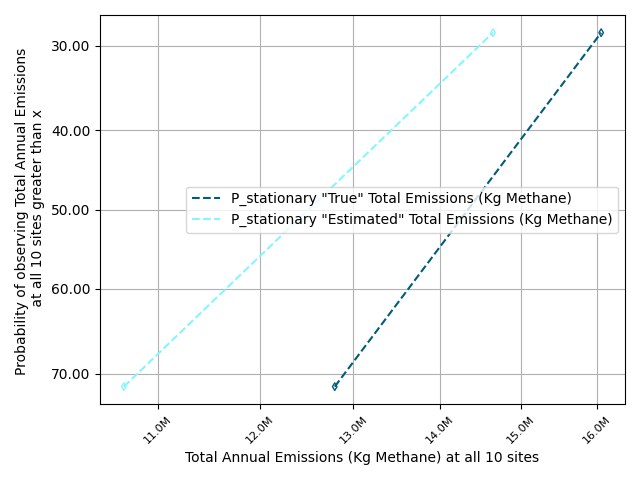 30.00
40.00
50.00
60.00
70.00
Probability of observing Total Annual Emissions
at all 10 sites greater than x
P_stationary "True" Total Emissions (Kg Methane)
P_stationary "Estimated" Total Emissions (Kg Methane)
11.0M
12.0M
13.0M
14.0M
15.0M
16.0M
Total Annual Emissions (Kg Methane) at all 10 sites